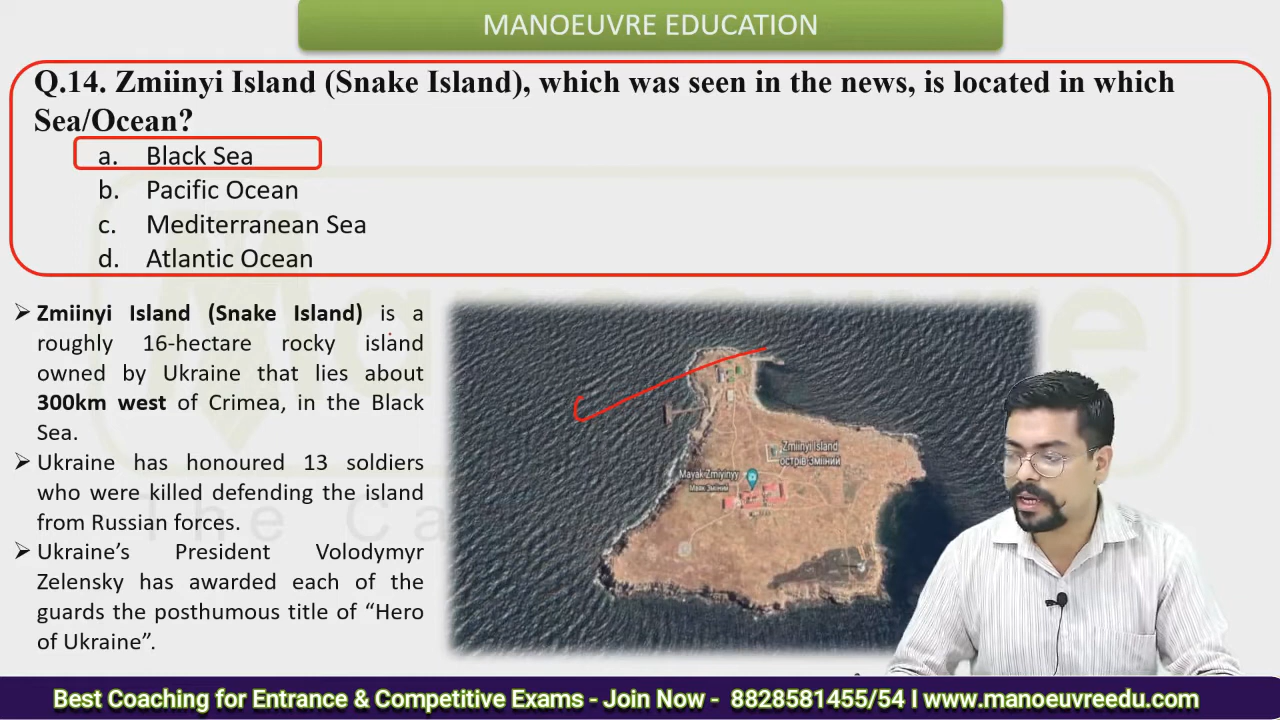 MANOEUVRE EDUCATION
Q.14. Zmiinyi Island (Snake Island), which was seen in the news, is located in which
Sea/Ocean?
a. Black Sea
b. Pacific Ocean
c. Mediterranean Sea
d. Atlantic Ocean
➢ Zmiinyi Island (Snake Island) is a
roughly 16-hectare rocky island
owned by Ukraine that lies about
300km west of Crimea, in the Black
Sea.
➢ Ukraine has honoured 13 soldiers
who were killed defending the island
from Russian forces.
➢ Ukraine’s President Volodymyr
Zelensky has awarded each of the
guards the posthumous title of “Hero
of Ukraine”.
Zmiinyi Island
острів Зміїний
Mayak Zmiyinyy
Маяк Зміїний
The Ca
Best Coaching for Entrance & Competitive Exams - Join Now - 8828581455/54 I www.manoeuvreedu.com